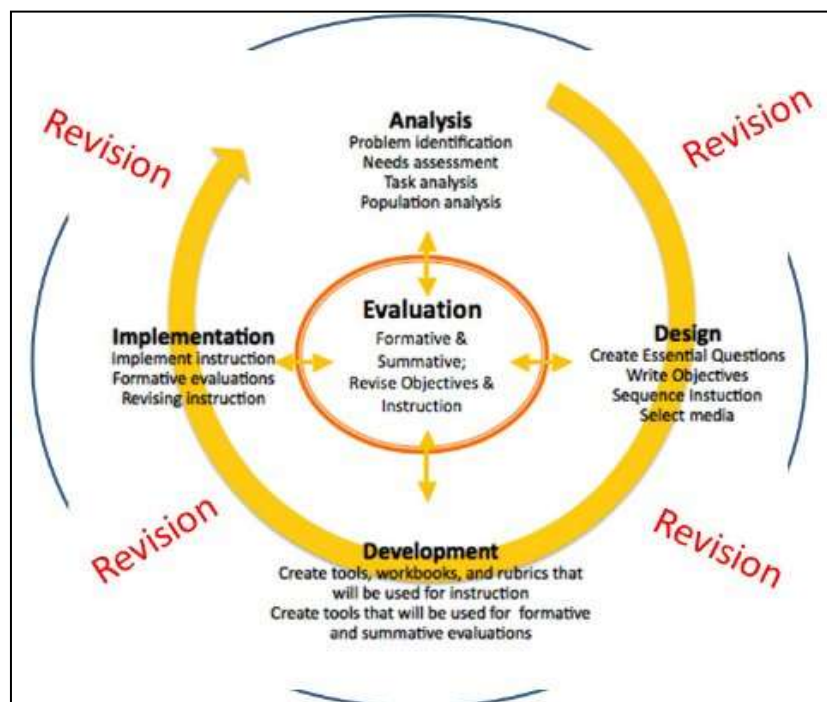 Revision
Revision
Analysis
Problem identification
Needs assessment
Task analysis
Population analysis
Evaluation
Formative &
Summative;
Revise Objectives &
Instruction
Implementation
Implement instruction
Formative evaluations
Revising instruction
Design
Create Essential Questions
Write Objectives
Sequence Instuction
Select media
Revision
Revision
Development
Create tools, workbooks, and rubrics that
will be used for instruction
Create tools that will be used for formative
and summative evaluations